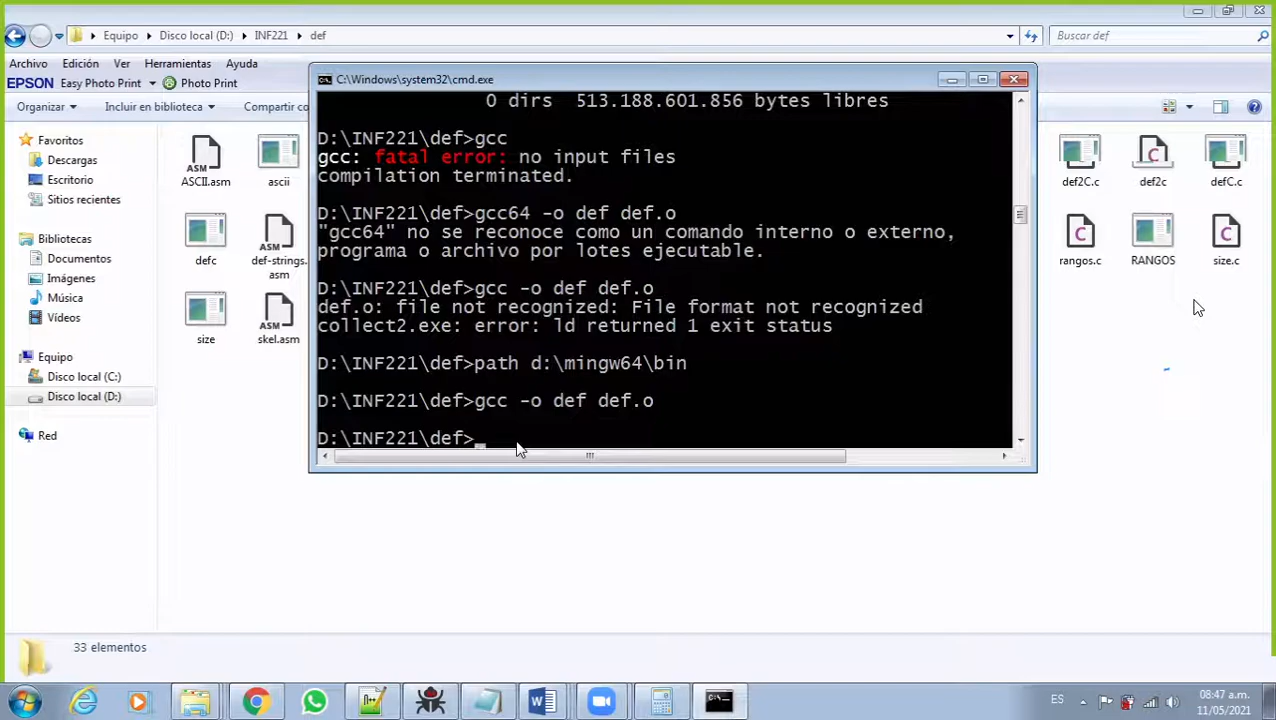 Equipo ▸ Disco local (D:) ▸ INF221 ▸ def
Buscar def
Archivo Edición Ver Herramientas Ayuda
EPSON Easy Photo Print Photo Print
Organizar Incluir en biblioteca Compartir co
Favoritos
Descargas
Escritorio
Sitios recientes
Bibliotecas
Documentos
Imágenes
Música
Vídeos
Equipo
Disco local (C:)
Disco local (D:)
Red
ASM
ASCII.asm
ascii
defc
ASM
def-strings.asm
size
ASM
skel.asm
C:\Windows\system32\cmd.exe
0 dirs 513.188.601.856 bytes libres
D:\INF221\def>gcc
gcc: fatal error: no input files
compilation terminated.
D:\INF221\def>gcc64 -o def def.o
"gcc64" no se reconoce como un comando interno o externo,
programa o archivo por lotes ejecutable.
D:\INF221\def>gcc -o def def.o
def.o: file not recognized: File format not recognized
collect2.exe: error: ld returned 1 exit status
D:\INF221\def>path d:\mingw64\bin
D:\INF221\def>gcc -o def def.o
D:\INF221\def>
def2C.c
C
def2c
defC.c
C
rangos.c
RANGOS
C
size.c
33 elementos
W
ES
08:47 a.m.
11/05/2021